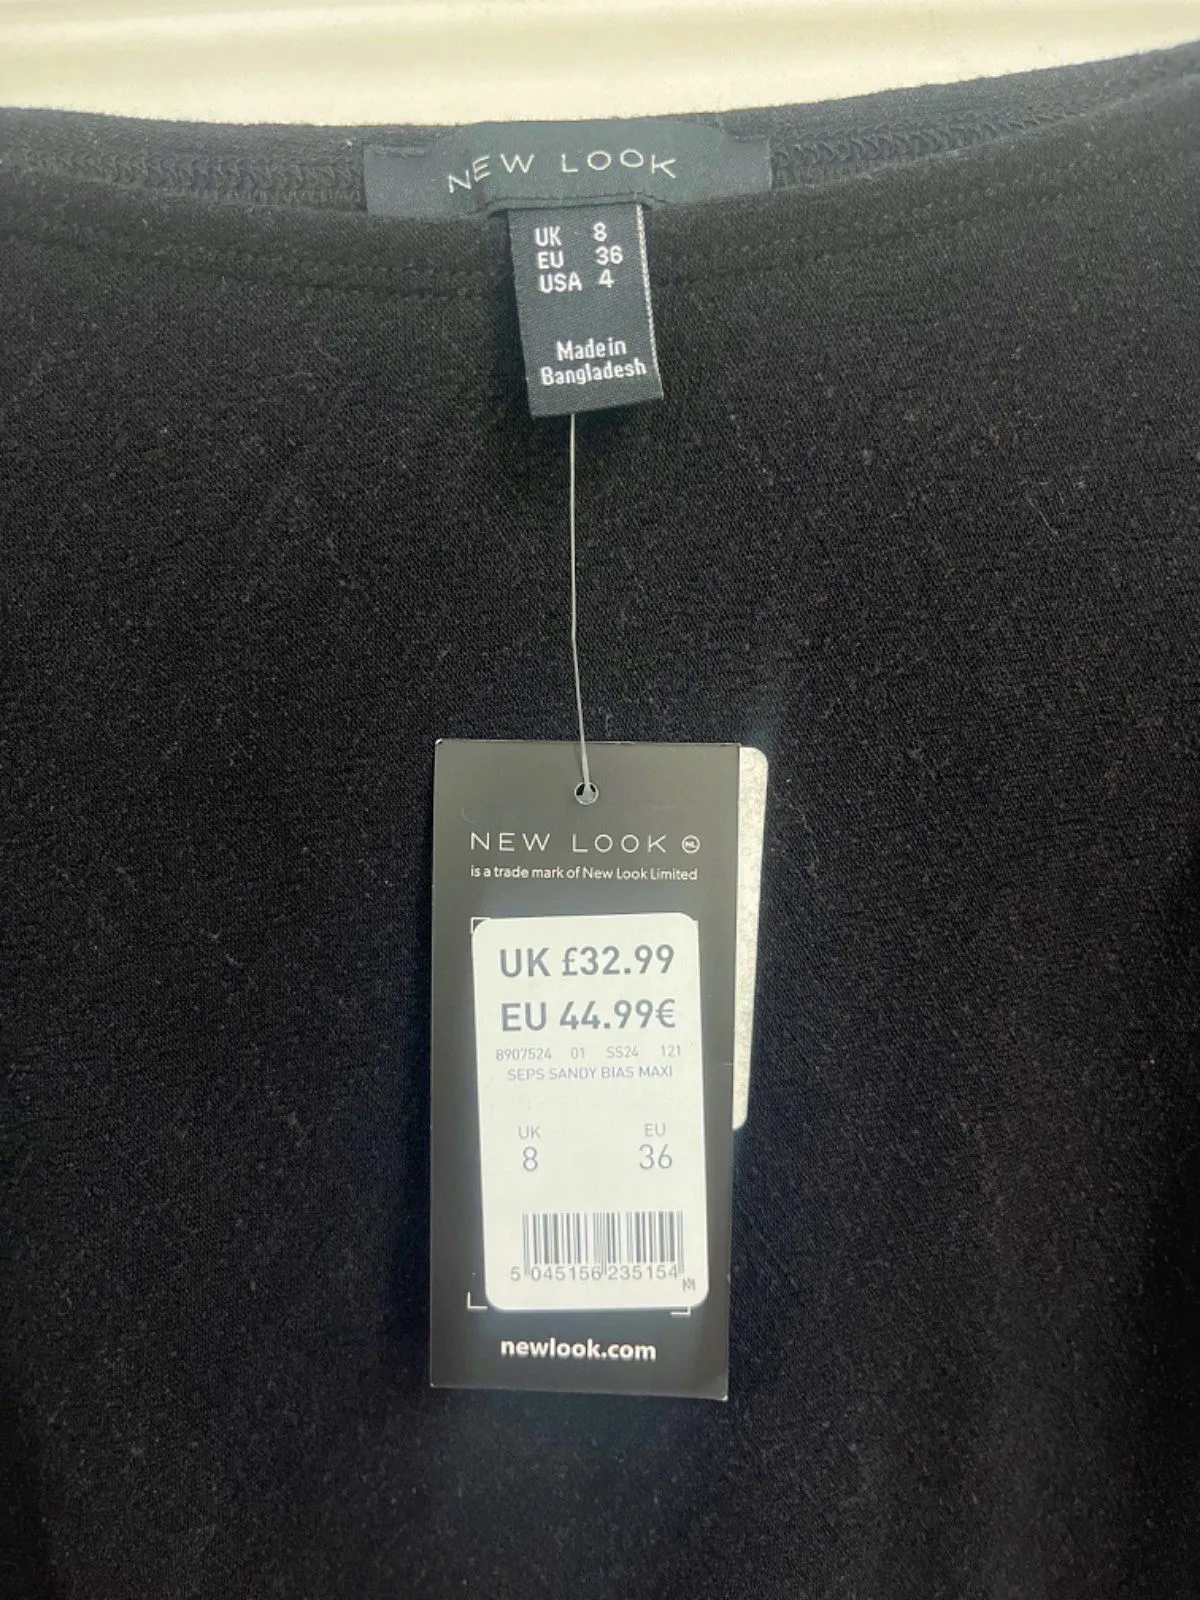 NEW LOOK
UK 8
EU 36
USA 4
Made in
Bangladesh
NEW LOOK NL
is a trade mark of New Look Limited
UK £32.99
EU 44.99€
8907524 01 SS24 121
SEPS SANDY BIAS MAXI
UK EU
8 36
5 045156 235154
newlook.com